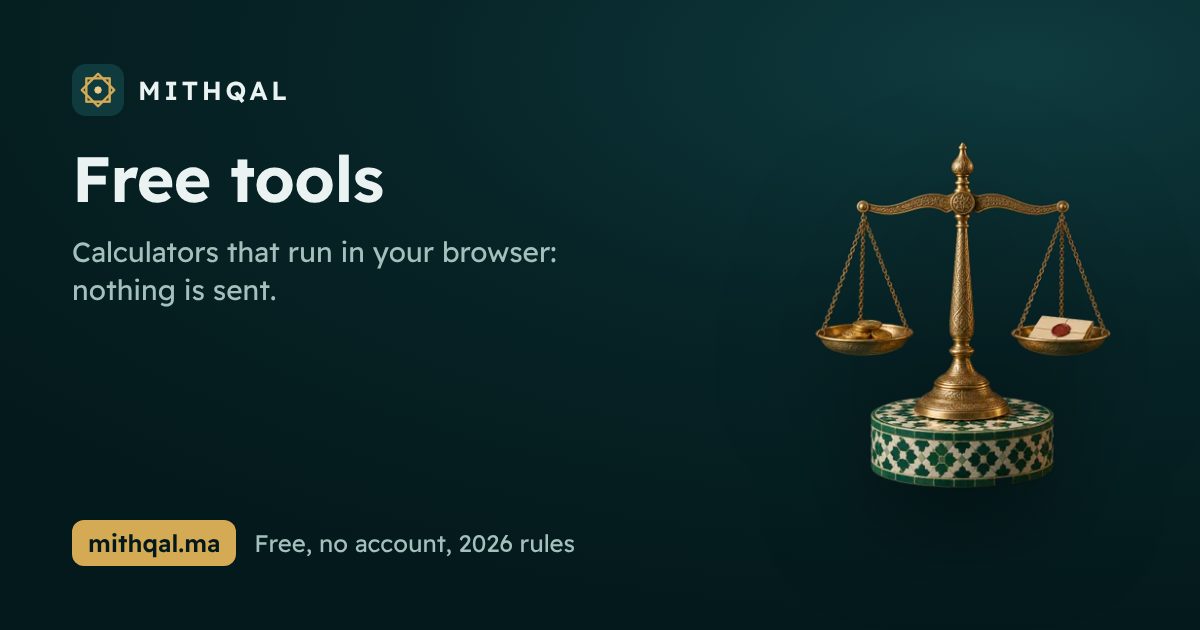 MITHQAL
Free tools
Calculators that run in your browser:
nothing is sent.
mithqal.ma
Free, no account, 2026 rules